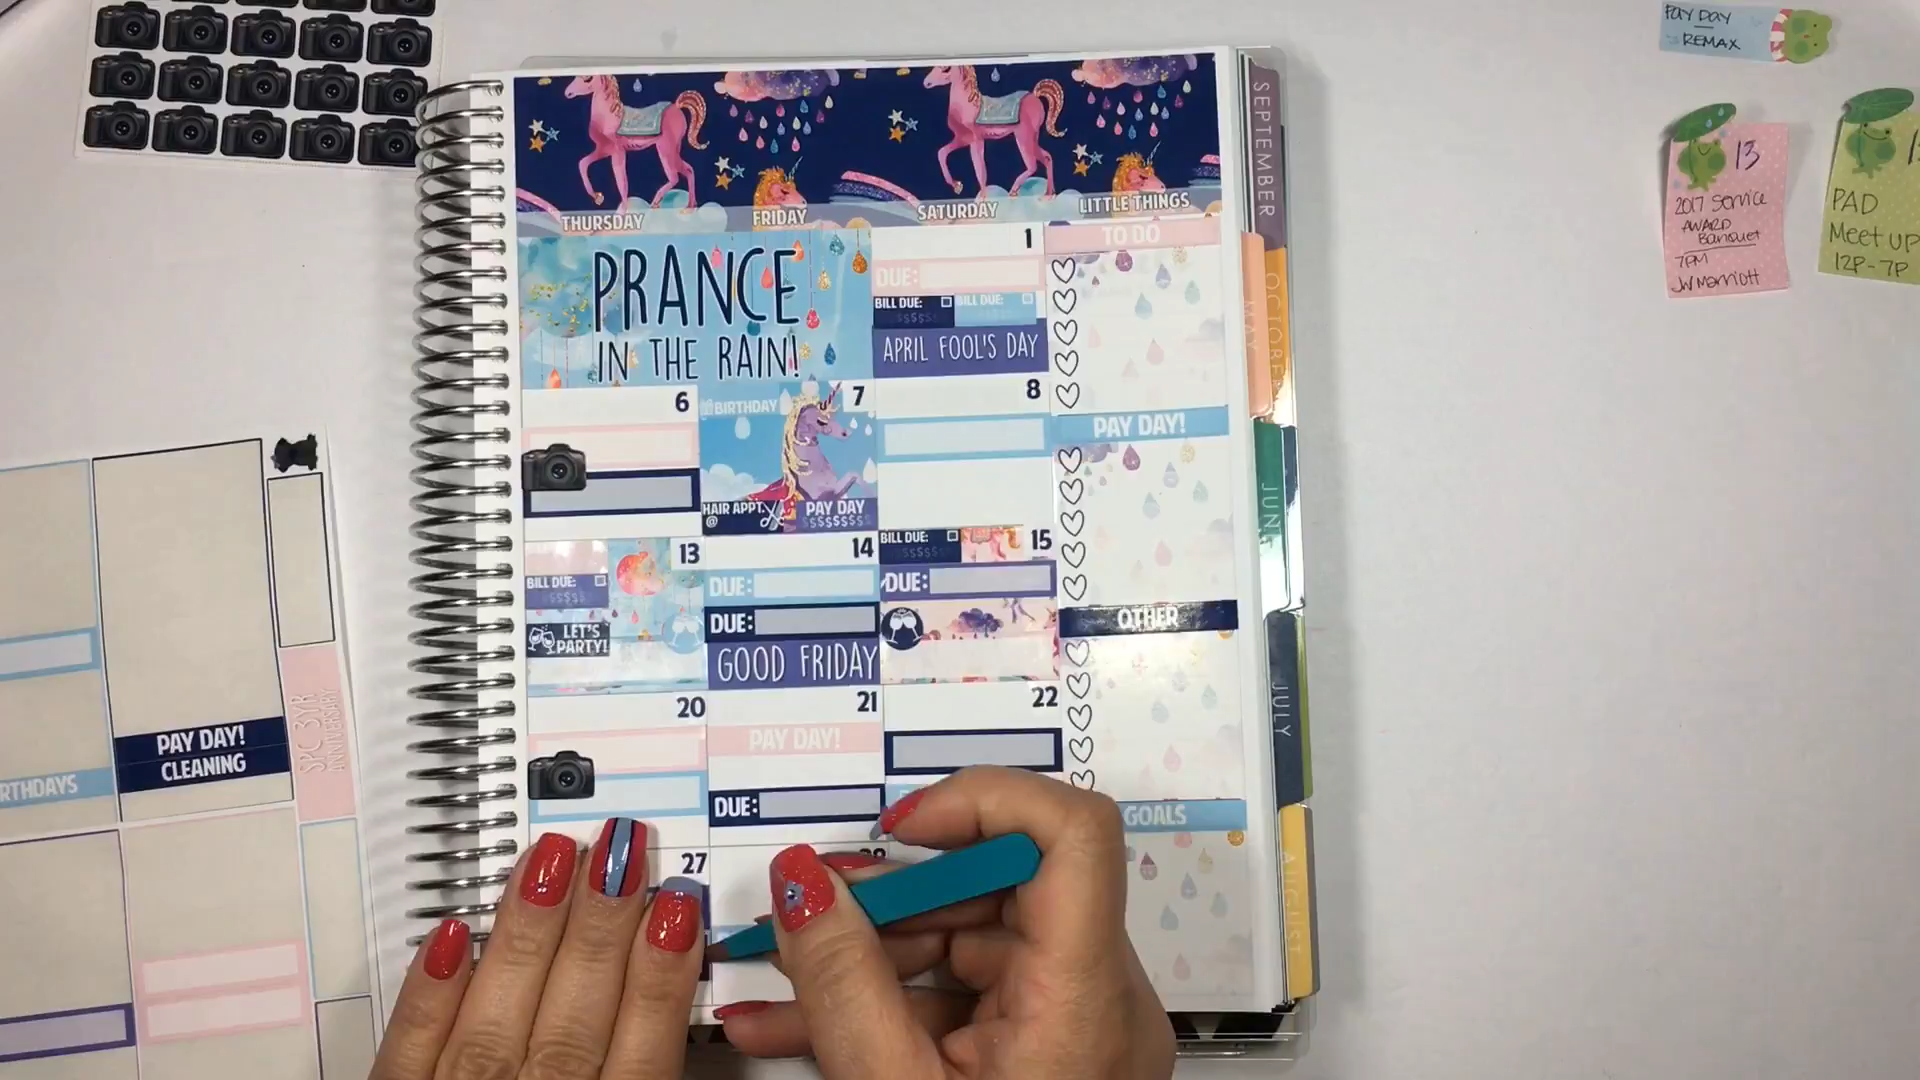 PAY DAY
REMAX
13
2017 Service
AWARD
Banquet
7PM
JW Marriott
PAD
Meet up
12P-7P
SEPTEMBER
OCTOBER
MAY
JUNE
JULY
AUGUST
THURSDAY FRIDAY SATURDAY LITTLE THINGS
PRANCE
IN THE RAIN!
1
DUE:
BILL DUE: BILL DUE:
$$$$$ $$$$$
APRIL FOOL'S DAY
TO DO
6
BIRTHDAY 7
HAIR APPT.
@
PAY DAY
$$$$$$$$
8
PAY DAY!
13
BILL DUE:
$$$$$
LET'S
PARTY!
14
DUE:
DUE:
GOOD FRIDAY
BILL DUE:
$$$$$
15
DUE:
OTHER
20
21
PAY DAY!
DUE:
22
GOALS
27
PAY DAY!
CLEANING
RTHDAYS
SPC 3YR
ANNIVERSARY